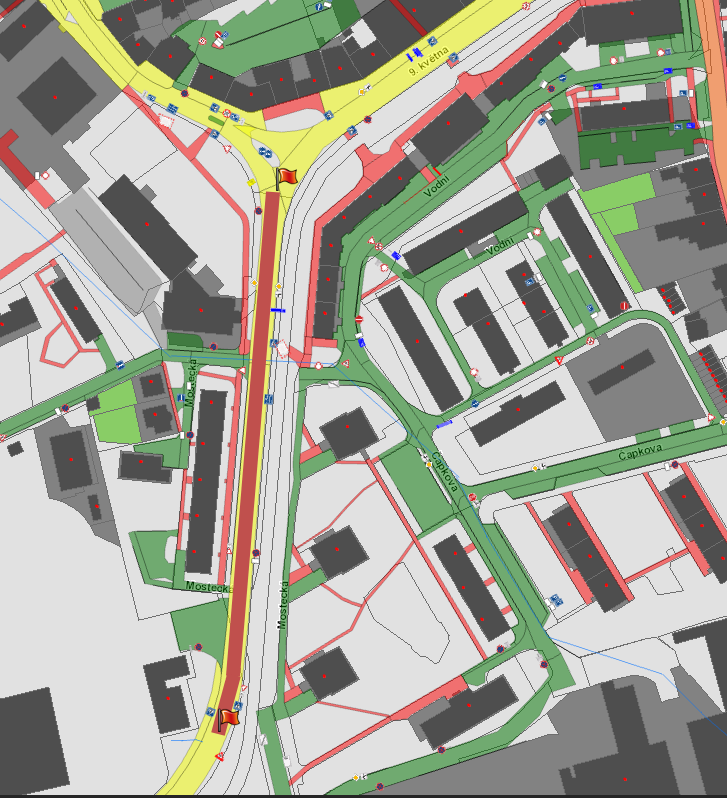 9. května
Vodní
Vodní
Mostecká
Čapkova
Čapkova
Mostecká
Mostecká